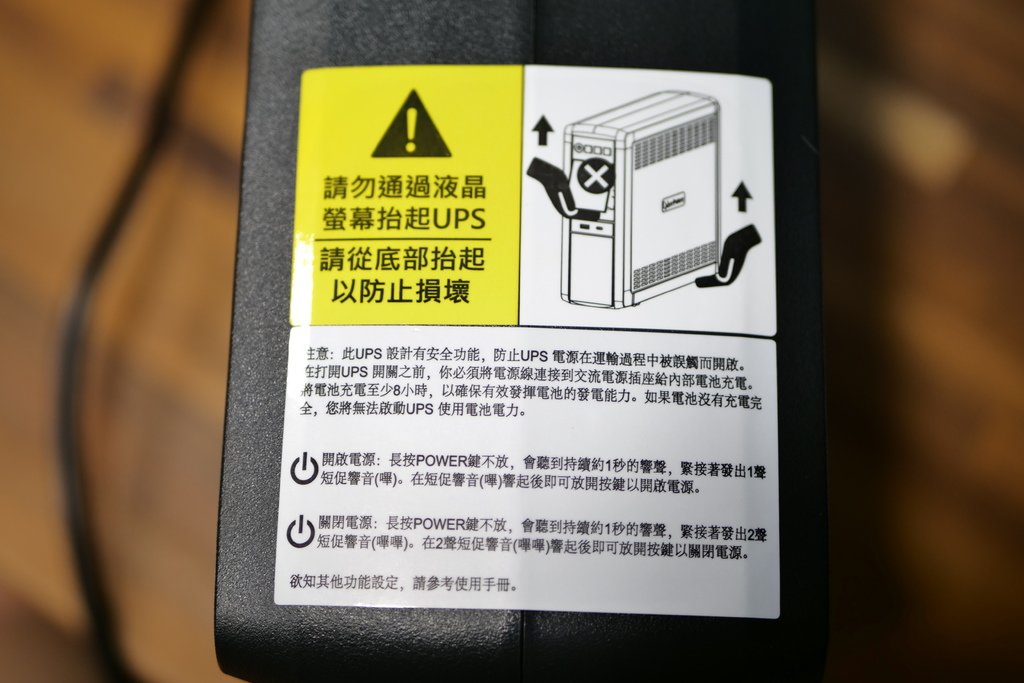 請勿通過液晶
螢幕抬起UPS
請從底部抬起
以防止損壞
CyberPower
注意：此UPS 設計有安全功能，防止UPS 電源在運輸過程中被誤觸而開啟。
在打開UPS 開關之前，你必須將電源線連接到交流電源插座給內部電池充電。
將電池充電至少8小時，以確保有效發揮電池的發電能力。如果電池沒有充電完
全，您將無法啟動UPS 使用電池電力。
開啟電源：長按POWER鍵不放，會聽到持續約1秒的響聲，緊接著發出1聲
短促響音(嗶)。在短促響音(嗶)響起後即可放開按鍵以開啟電源。
關閉電源：長按POWER鍵不放，會聽到持續約1秒的響聲，緊接著發出2聲
短促響音(嗶嗶)。在2聲短促響音(嗶嗶)響起後即可放開按鍵以關閉電源。
欲知其他功能設定，請參考使用手冊。